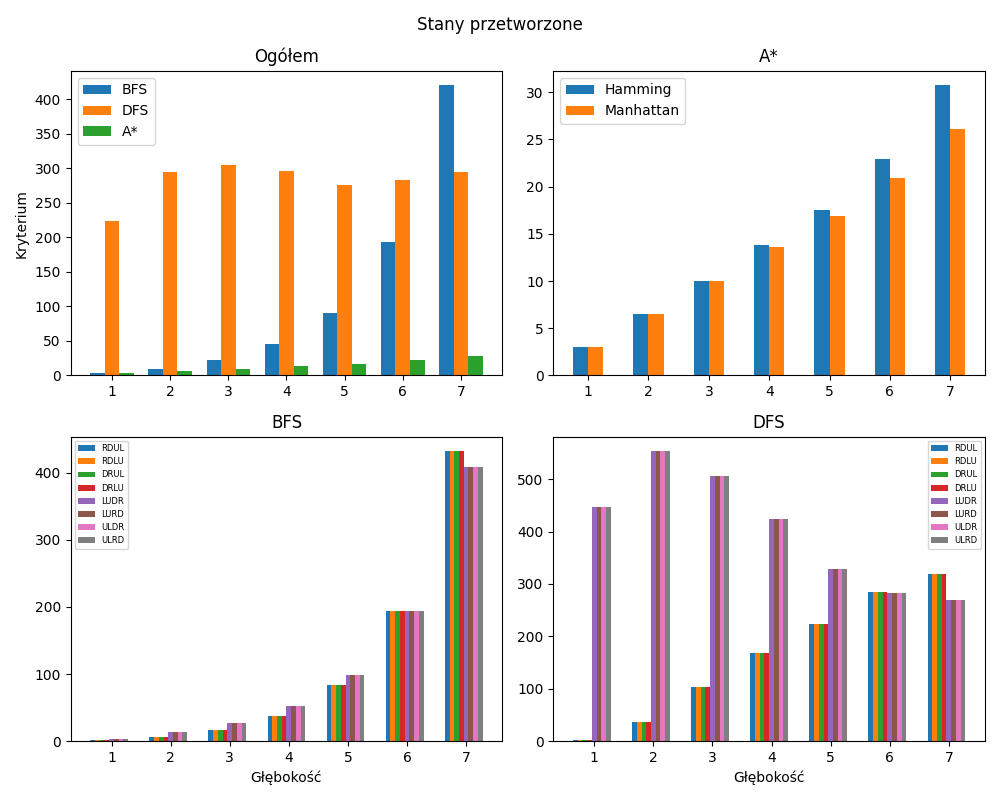 Stany przetworzone
Ogółem
Kryterium
400
350
300
250
200
150
100
50
0
BFS
DFS
A*
1 2 3 4 5 6 7
A*
30
25
20
15
10
5
0
Hamming
Manhattan
1 2 3 4 5 6 7
BFS
400
300
200
100
0
RDUL
RDLU
DRUL
DRLU
LUDR
LURD
ULDR
ULRD
1 2 3 4 5 6 7
Głębokość
DFS
500
400
300
200
100
0
RDUL
RDLU
DRUL
DRLU
LUDR
LURD
ULDR
ULRD
1 2 3 4 5 6 7
Głębokość